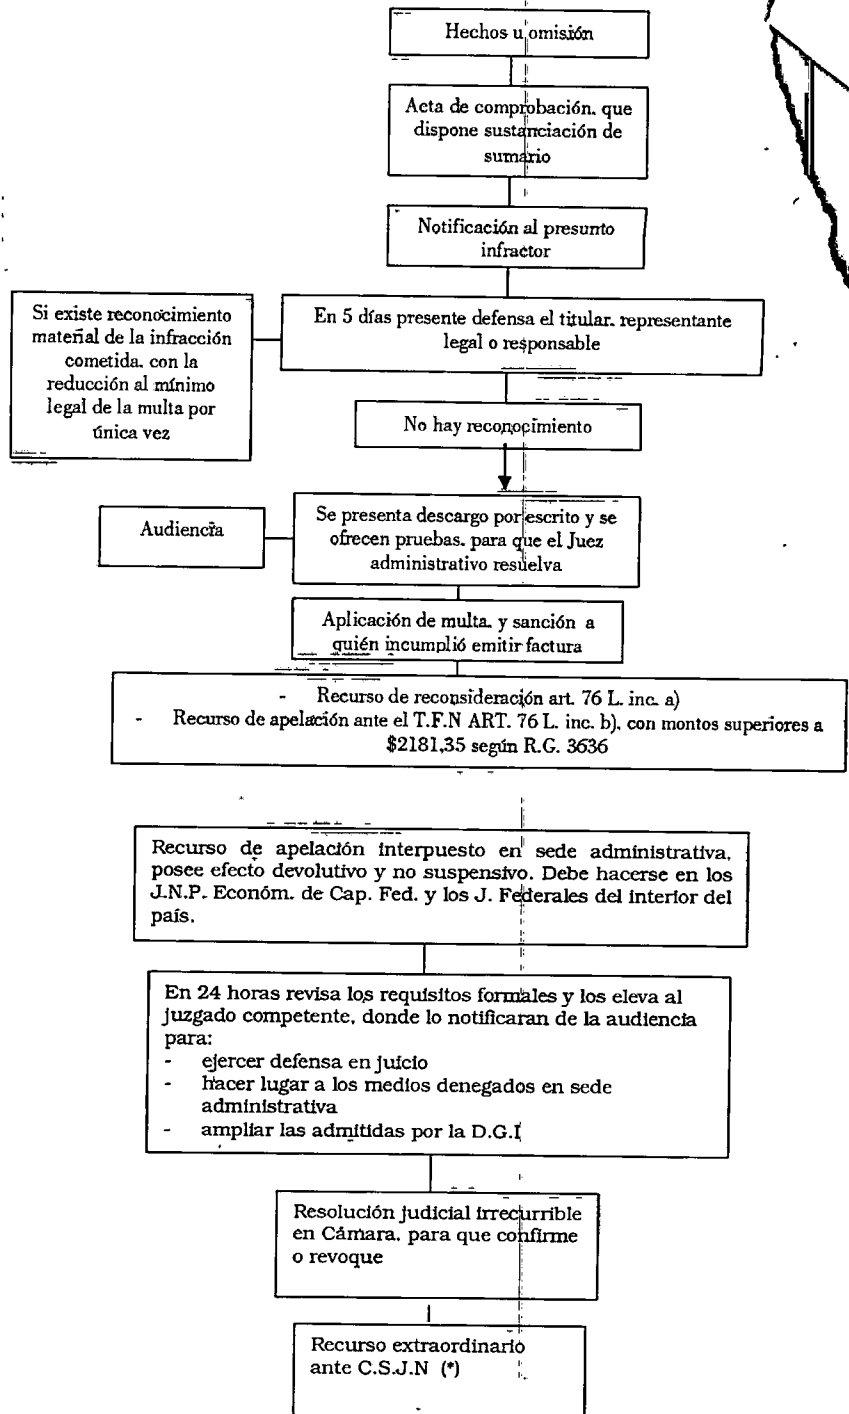 Hechos u omisión
Acta de comprobación. que
dispone sustanciación de
sumario
Notificación al presunto
infractor
Si existe reconocimiento
material de la infracción
cometida. con la
reducción al mínimo
legal de la multa por
única vez
En 5 días presente defensa el titular. representante
legal o responsable
No hay reconocimiento
Audiencia
Se presenta descargo por escrito y se
ofrecen pruebas. para que el Juez
administrativo resuelva
Aplicación de multa. y sanción a
quién incumplió emitir factura
- Recurso de reconsideración art. 76 L. inc. a)
- Recurso de apelación ante el T.F.N ART. 76 L. inc. b). con montos superiores a
$2181,35 según R.G. 3636
Recurso de apelación interpuesto en sede administrativa,
posee efecto devolutivo y no suspensivo. Debe hacerse en los
J.N.P. Económ. de Cap. Fed. y los J. Federales del interior del
país.
En 24 horas revisa los requisitos formales y los eleva al
juzgado competente, donde lo notificaran de la audiencia
para:
- ejercer defensa en juicio
- hacer lugar a los medios denegados en sede
administrativa
- ampliar las admitidas por la D.G.I
Resolución judicial irrecurrible
en Cámara. para que confirme
o revoque
Recurso extraordinario
ante C.S.J.N (*)